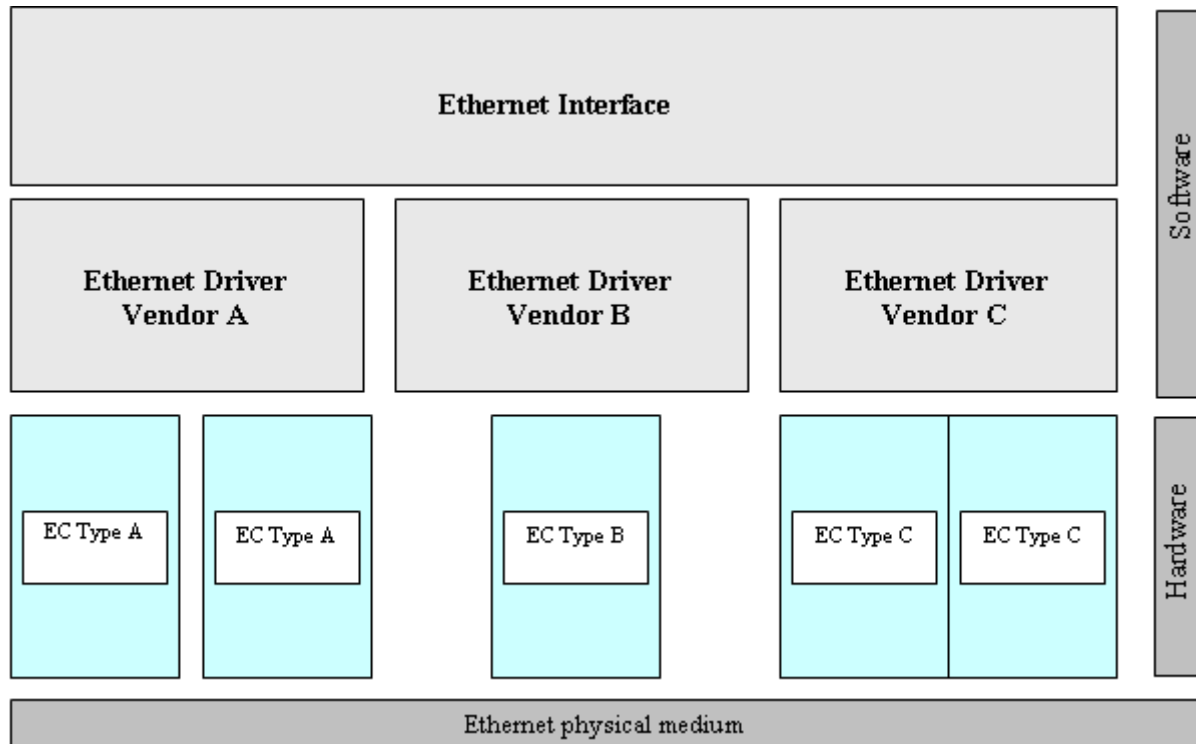 Ethernet Interface
Software
Ethernet Driver
Vendor A
Ethernet Driver
Vendor B
Ethernet Driver
Vendor C
EC Type A
EC Type A
EC Type B
EC Type C
EC Type C
Hardware
Ethernet physical medium